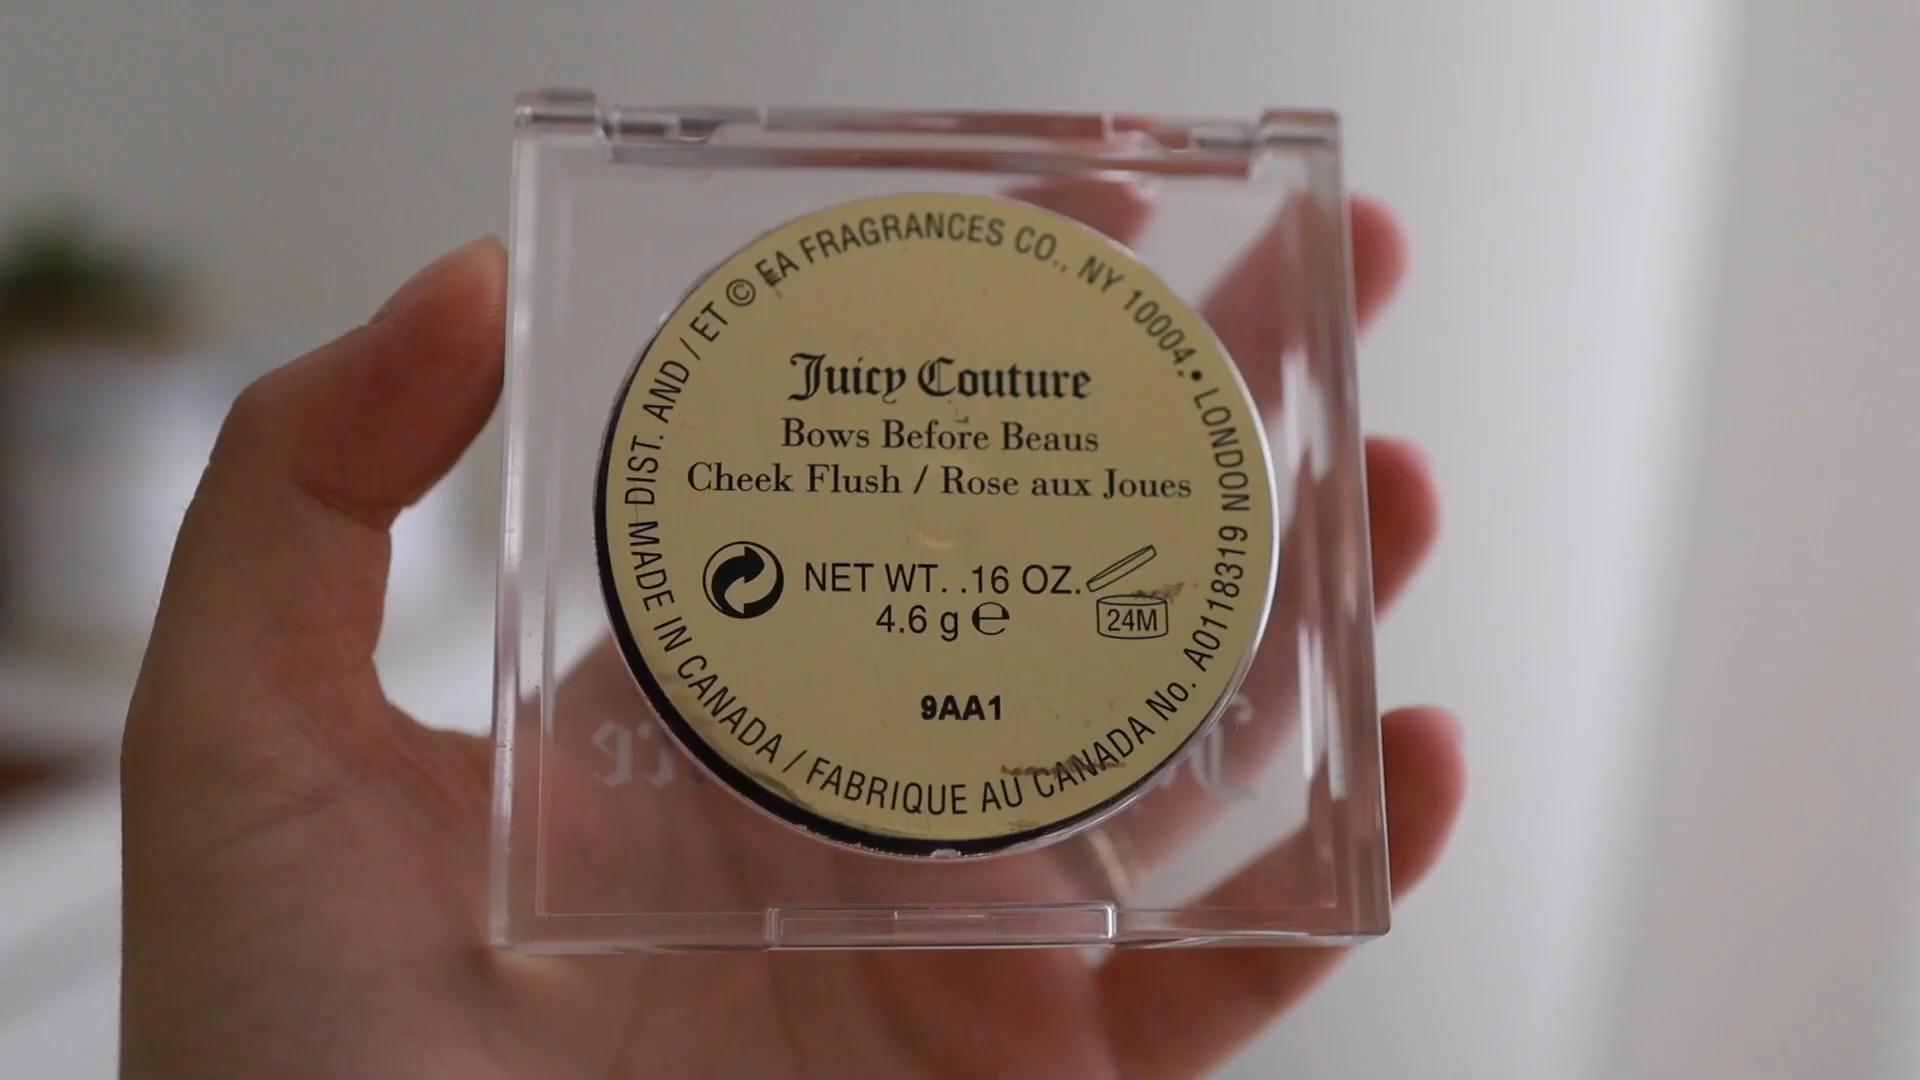 DIST. AND / ET © EA FRAGRANCES CO., NY 10004. • LONDON
Juicy Couture
Bows Before Beaus
Cheek Flush / Rose aux Joues
NET WT. .16 OZ.
4.6 g ℮
24M
9AA1
MADE IN CANADA / FABRIQUE AU CANADA No. A0118319